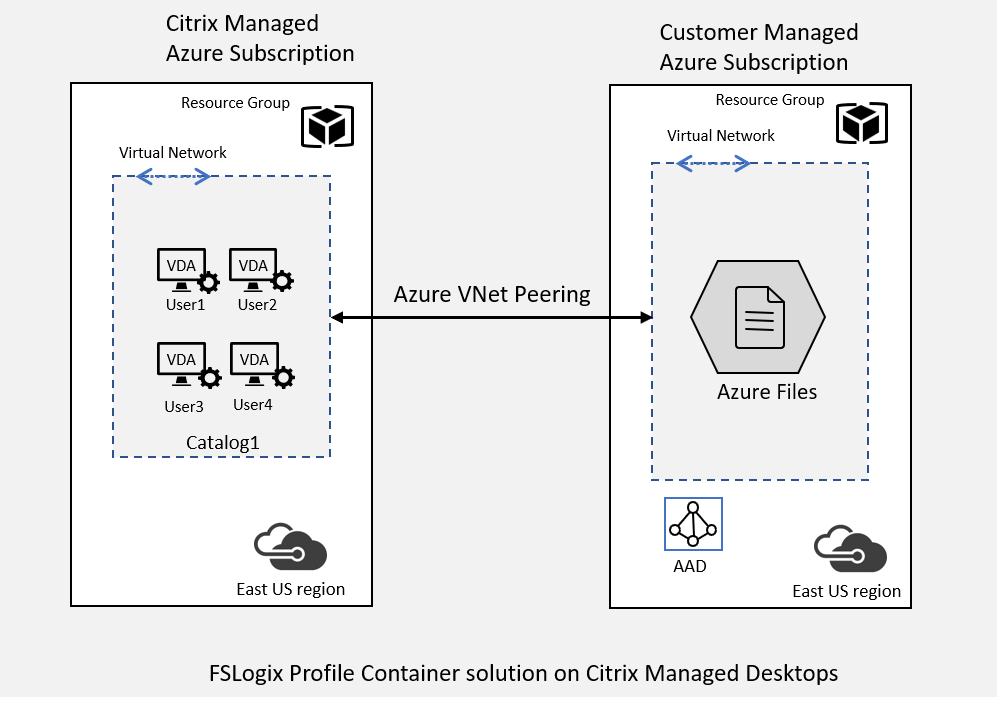 Citrix Managed
Azure Subscription
Resource Group
Virtual Network
VDA
User1
VDA
User2
VDA
User3
VDA
User4
Catalog1
East US region
Azure VNet Peering
Customer Managed
Azure Subscription
Resource Group
Virtual Network
Azure Files
AAD
East US region
FSLogix Profile Container solution on Citrix Managed Desktops